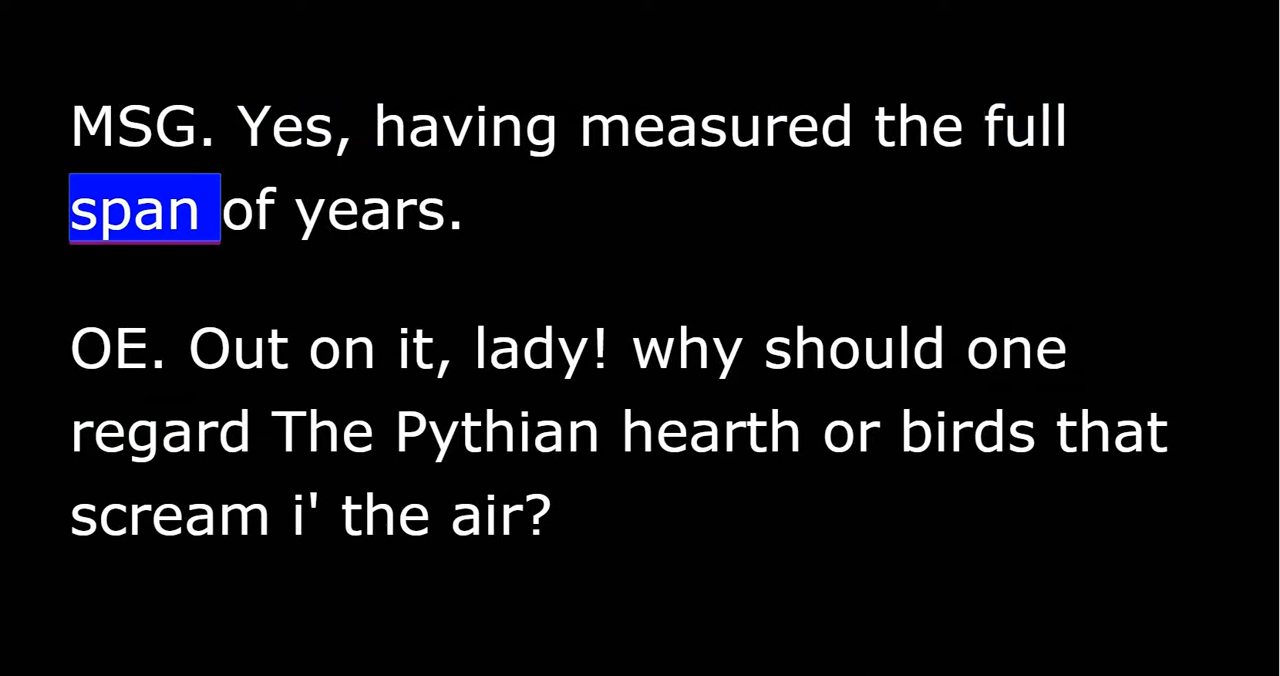 MSG. Yes, having measured the full
span of years.
OE. Out on it, lady! why should one
regard The Pythian hearth or birds that
scream i' the air?